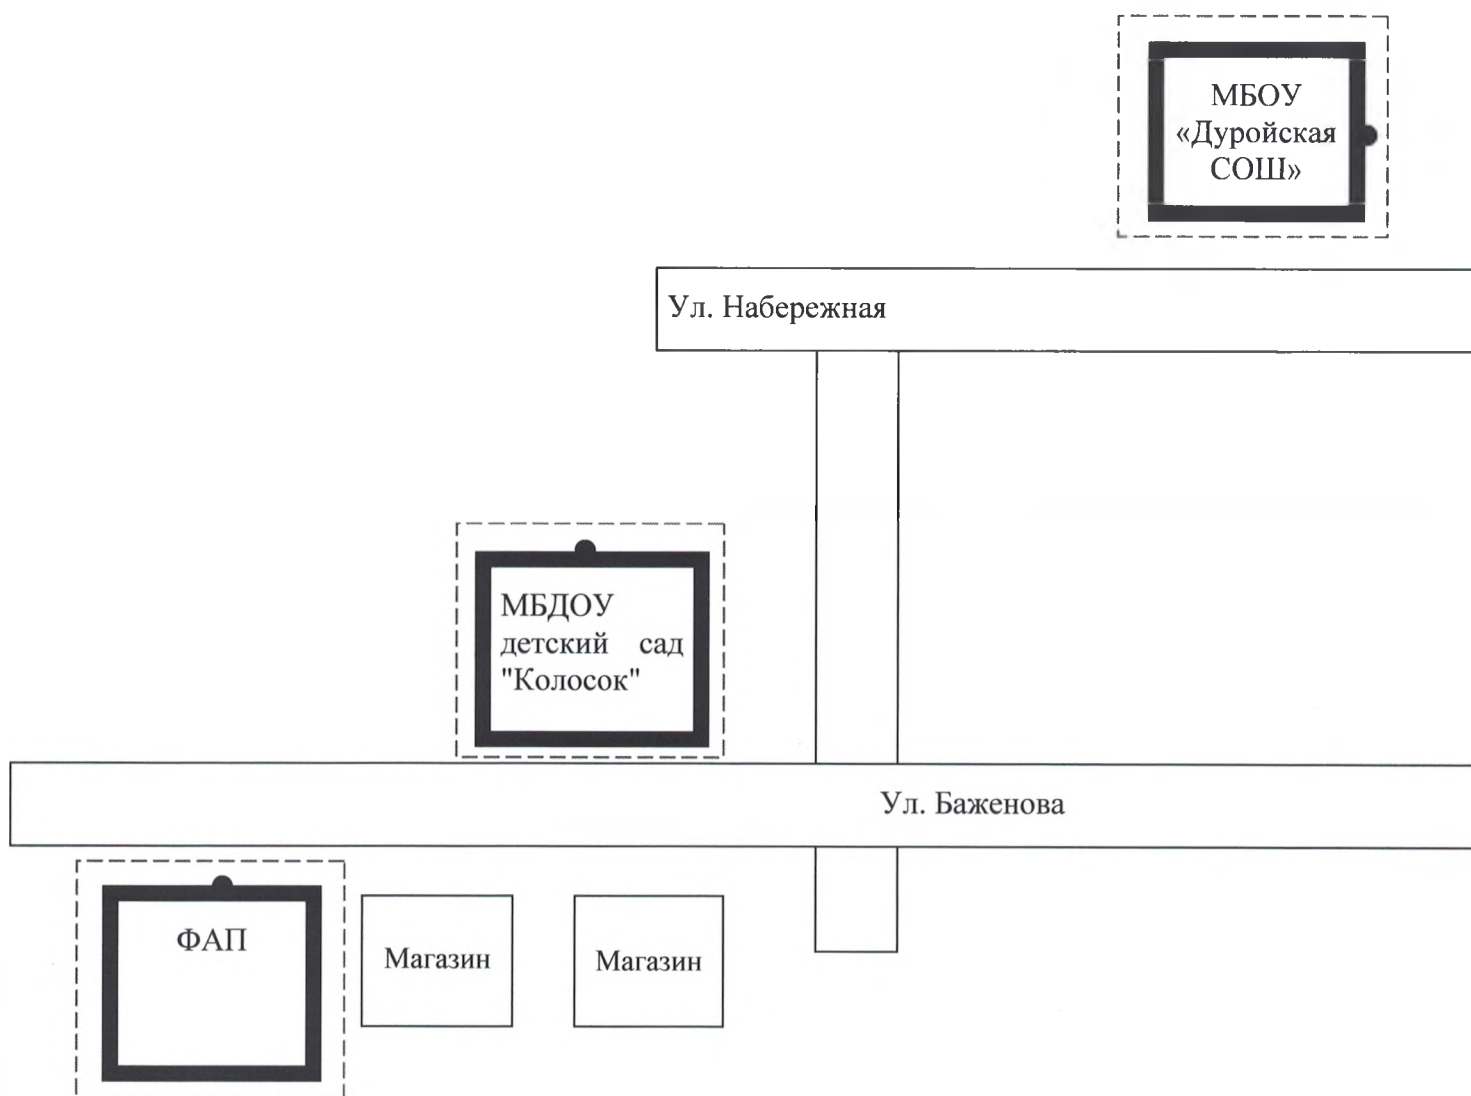 МБОУ
«Дуройская
СОШ»
Ул. Набережная
МБДОУ
детский сад
"Колосок"
Ул. Баженова
ФАП
Магазин
Магазин